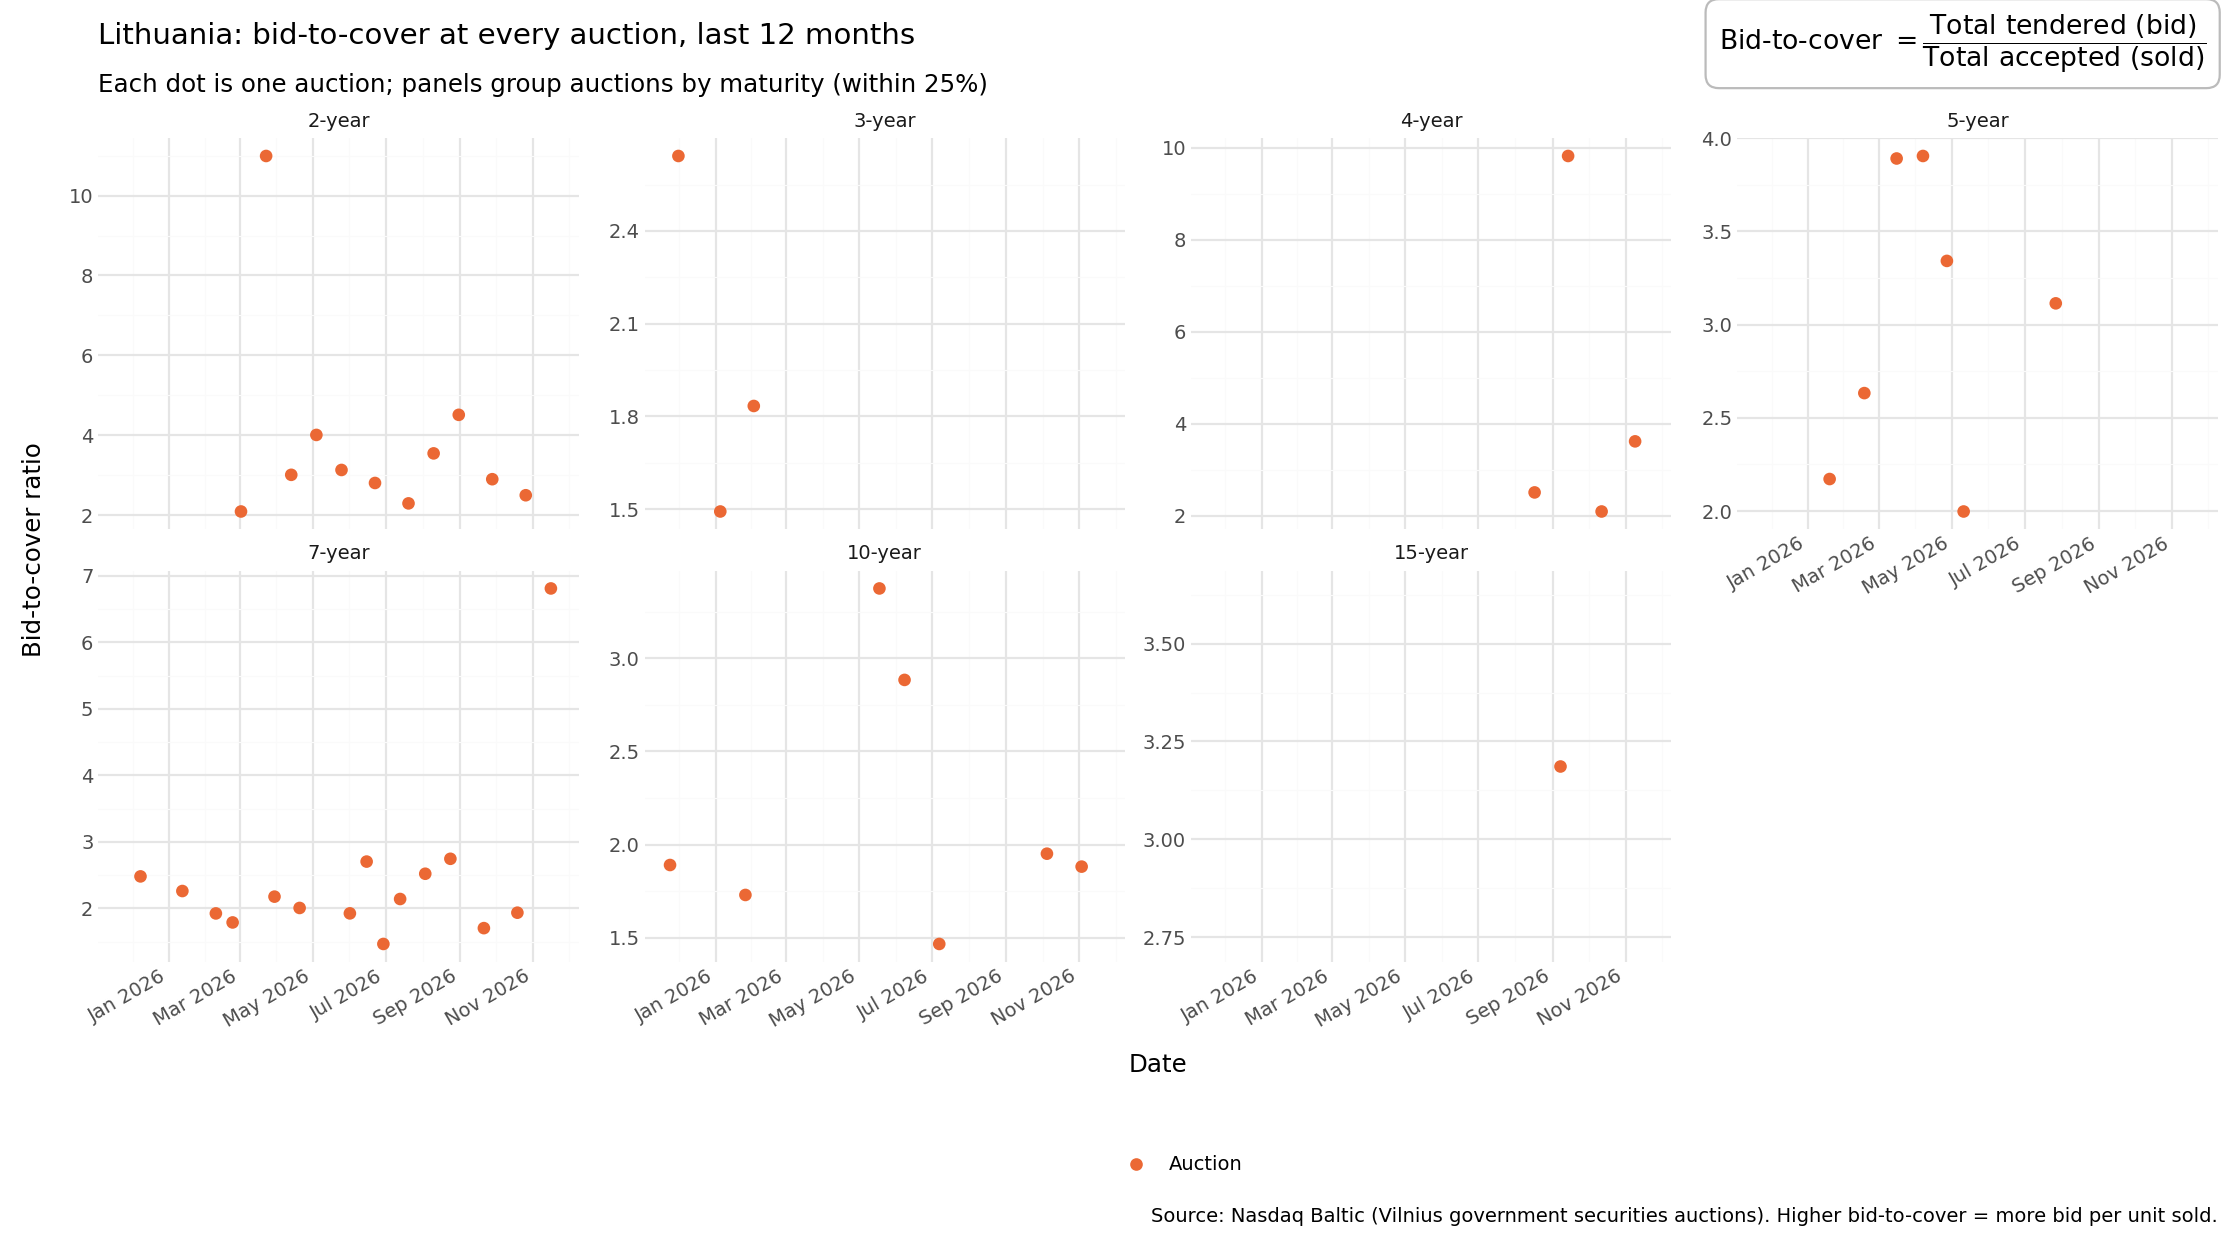 Lithuania: bid-to-cover at every auction, last 12 months
Each dot is one auction; panels group auctions by maturity (within 25%)
Bid-to-cover = Total tendered (bid)
Total accepted (sold)
Bid-to-cover ratio
2-year
10
8
6
4
2
3-year
2.4
2.1
1.8
1.5
4-year
10
8
6
4
2
5-year
4.0
3.5
3.0
2.5
2.0
Jan 2026 Mar 2026 May 2026 Jul 2026 Sep 2026 Nov 2026
7-year
7
6
5
4
3
2
Jan 2026 Mar 2026 May 2026 Jul 2026 Sep 2026 Nov 2026
10-year
3.0
2.5
2.0
1.5
Jan 2026 Mar 2026 May 2026 Jul 2026 Sep 2026 Nov 2026
15-year
3.50
3.25
3.00
2.75
Jan 2026 Mar 2026 May 2026 Jul 2026 Sep 2026 Nov 2026
Date
Auction
Source: Nasdaq Baltic (Vilnius government securities auctions). Higher bid-to-cover = more bid per unit sold.